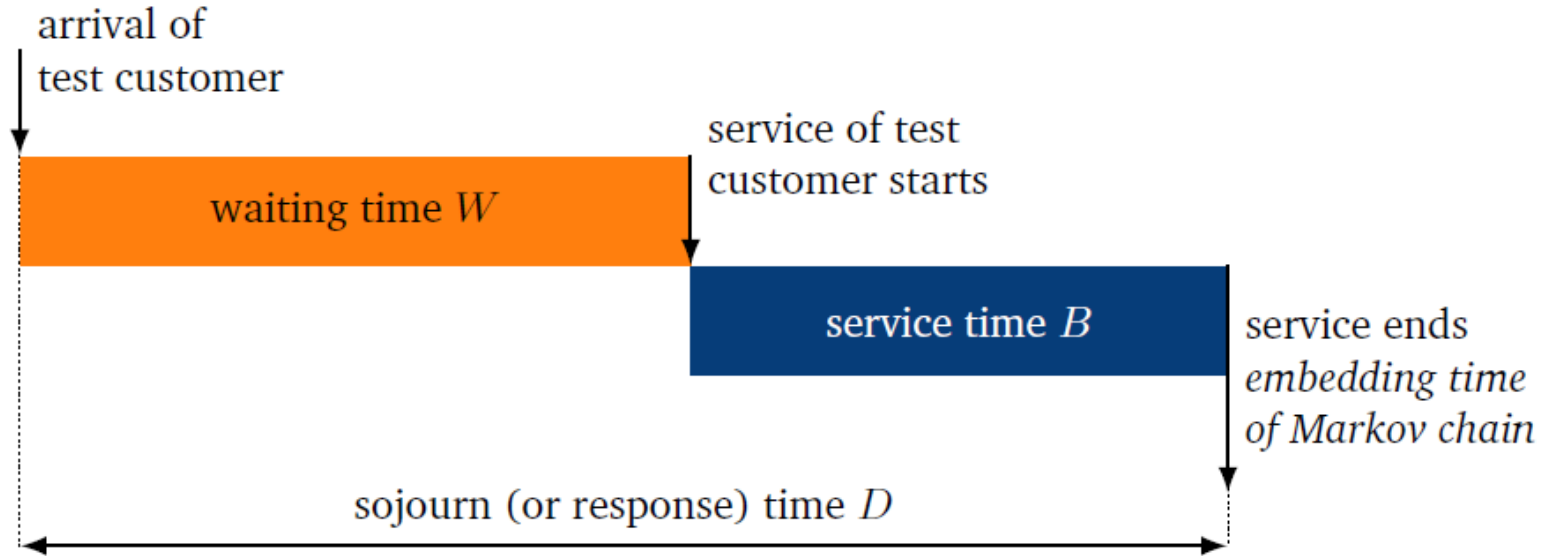 arrival of
test customer
service of test
customer starts
waiting time W
service time B
service ends
embedding time
of Markov chain
sojourn (or response) time D